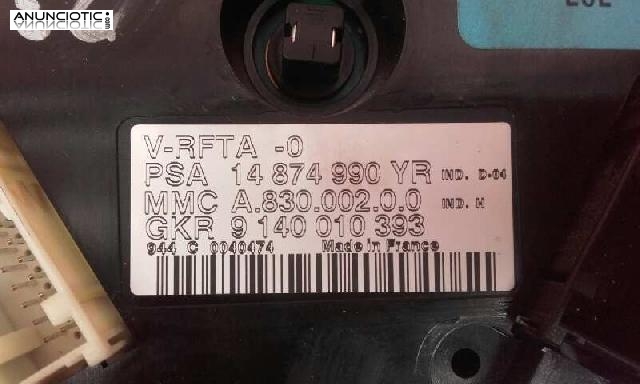 ANUNCIOTIC.com
V-RFTA -0
PSA 14 874 990 YR IND. D-04
MMC A.830.002.0.0 IND. H
GKR 9 140 010 393
944 C 0040474 Made in France